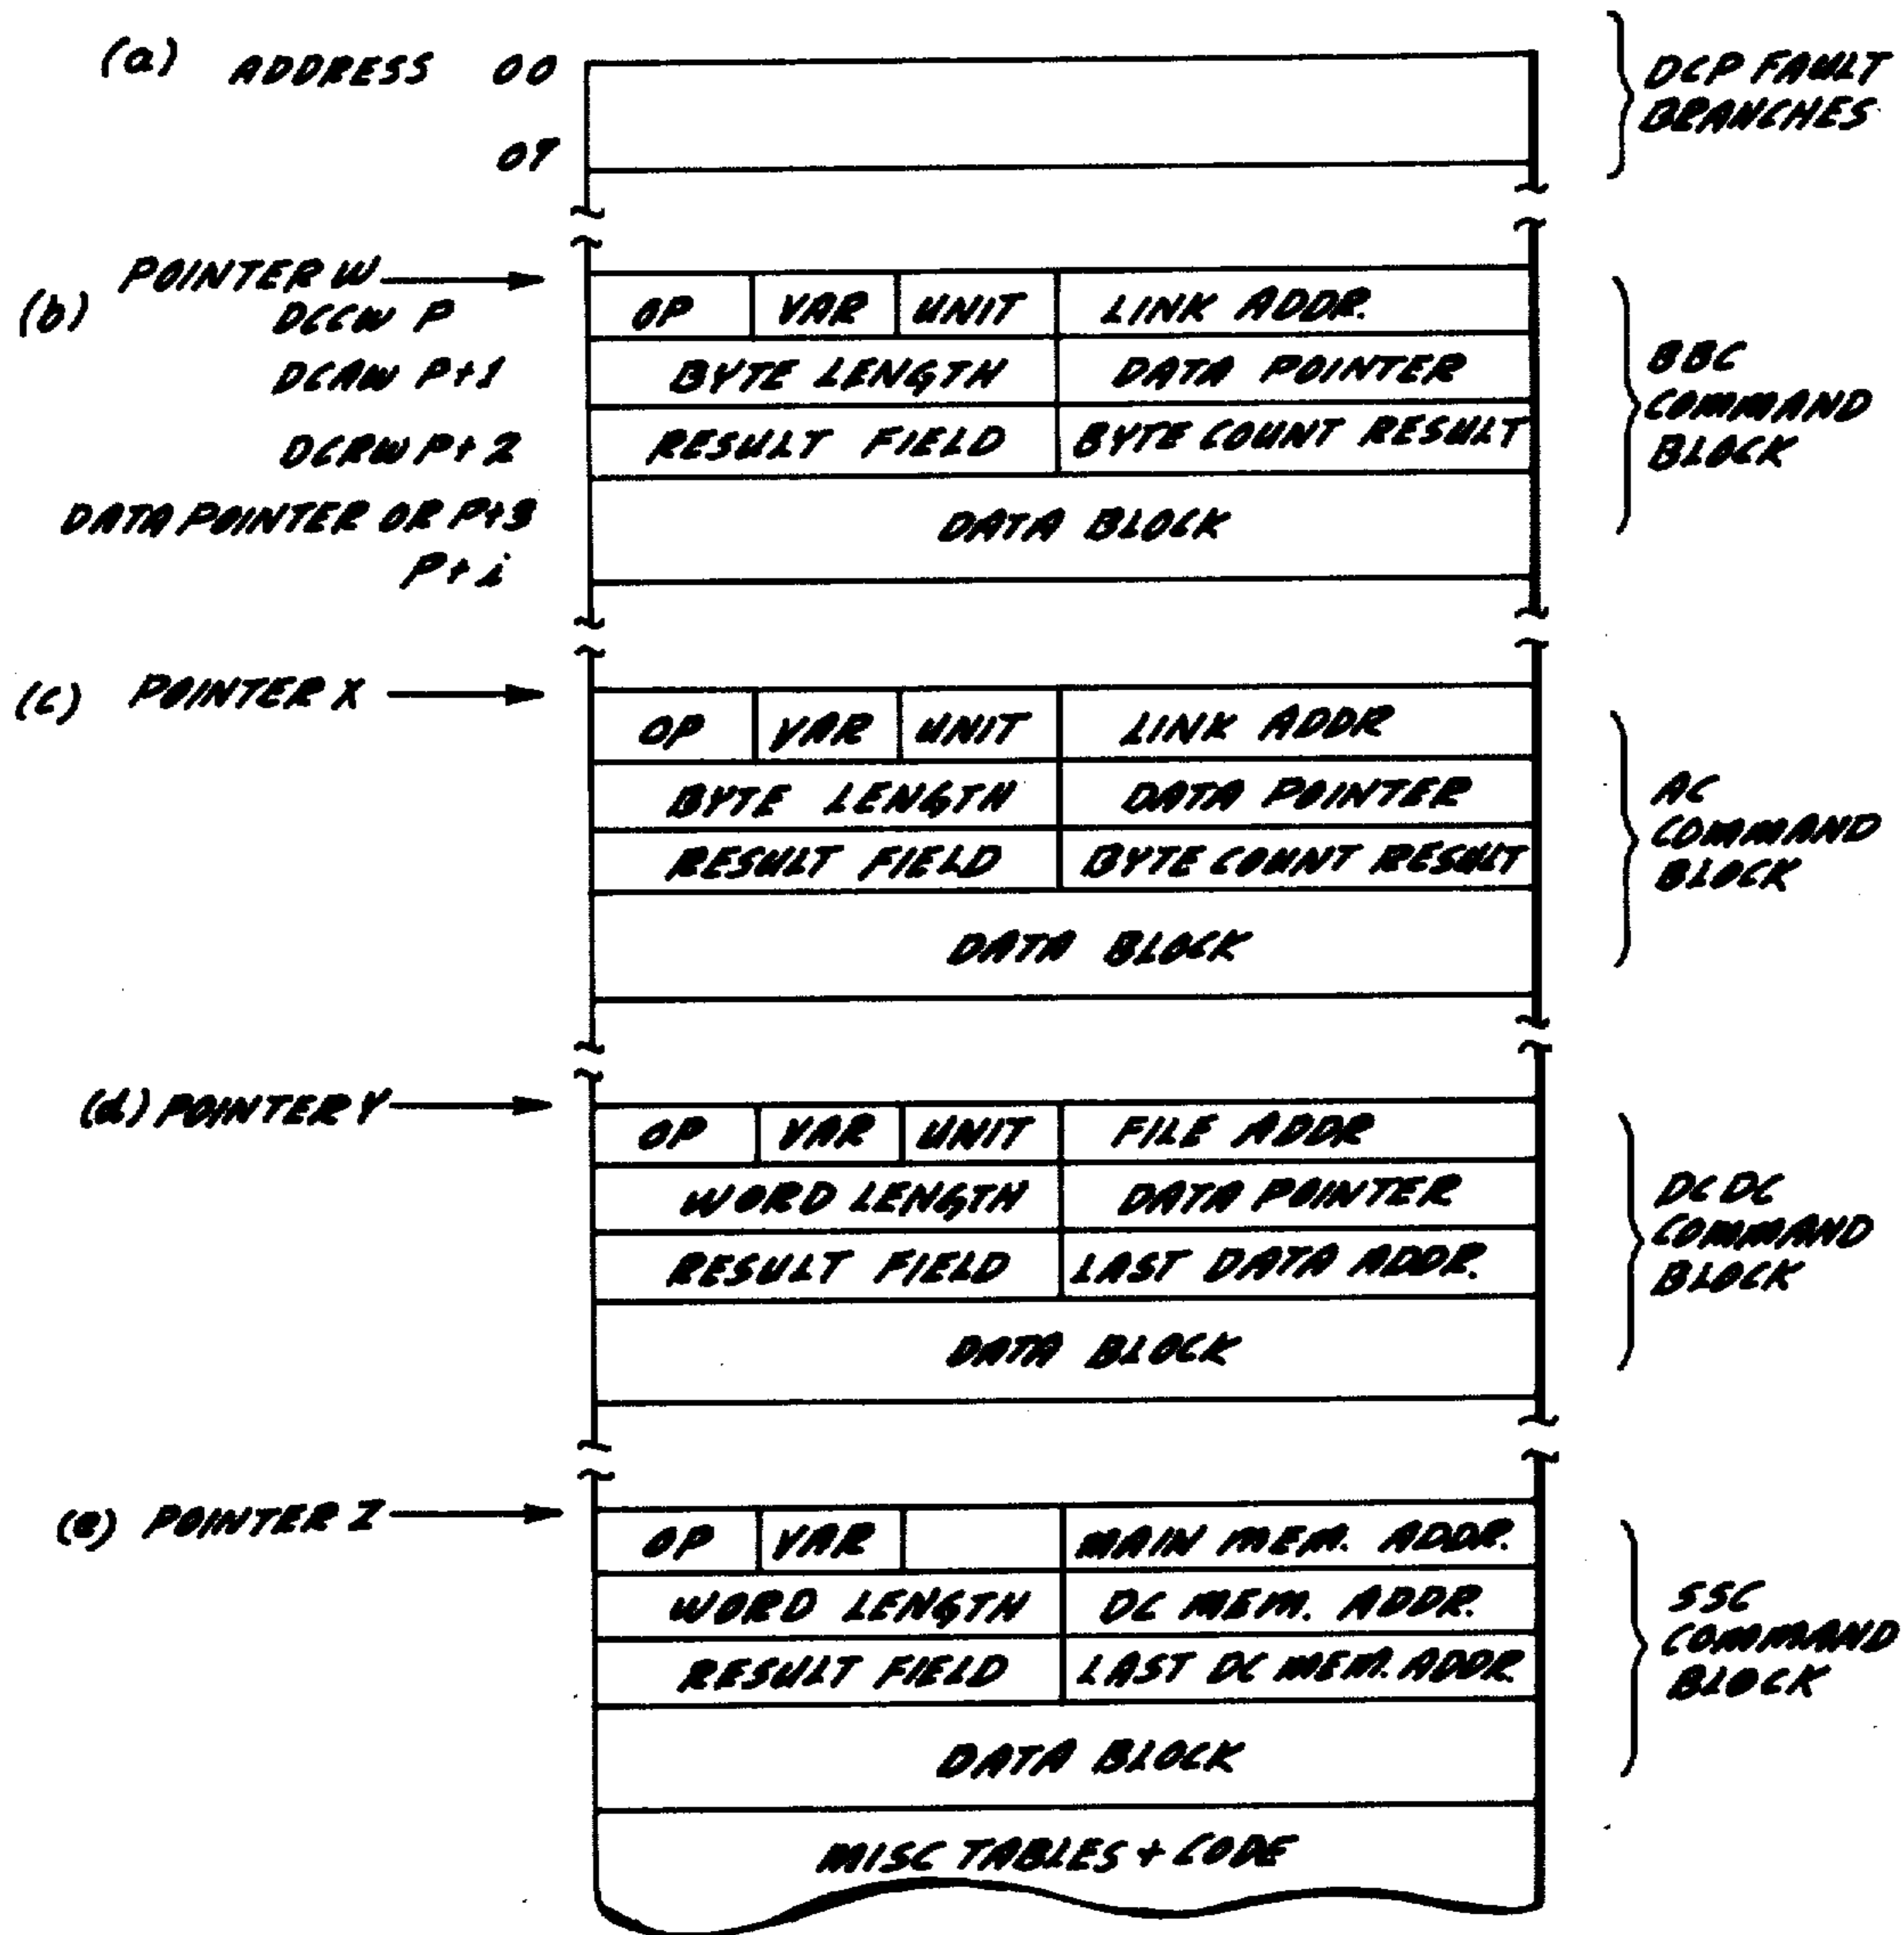 (a) ADDRESS 00
07
DCP FAULT
BRANCHES
(b) POINTER W
DCCW P
OP VAR UNIT LINK ADDR.
DCAW P+1
BYTE LENGTH DATA POINTER
DCRW P+2
RESULT FIELD BYTE COUNT RESULT
DATA POINTER OR P+3
DATA BLOCK
P+i
BBC
COMMAND
BLOCK
(c) POINTER X
OP VAR UNIT LINK ADDR
BYTE LENGTH DATA POINTER
RESULT FIELD BYTE COUNT RESULT
DATA BLOCK
AC
COMMAND
BLOCK
(d) POINTER Y
OP VAR UNIT FILE ADDR
WORD LENGTH DATA POINTER
RESULT FIELD LAST DATA ADDR.
DATA BLOCK
DCDC
COMMAND
BLOCK
(e) POINTER Z
OP VAR MAIN MEM. ADDR.
WORD LENGTH DC MEM. ADDR.
RESULT FIELD LAST DC MEM. ADDR
DATA BLOCK
SSC
COMMAND
BLOCK
MISC TABLES + CODE